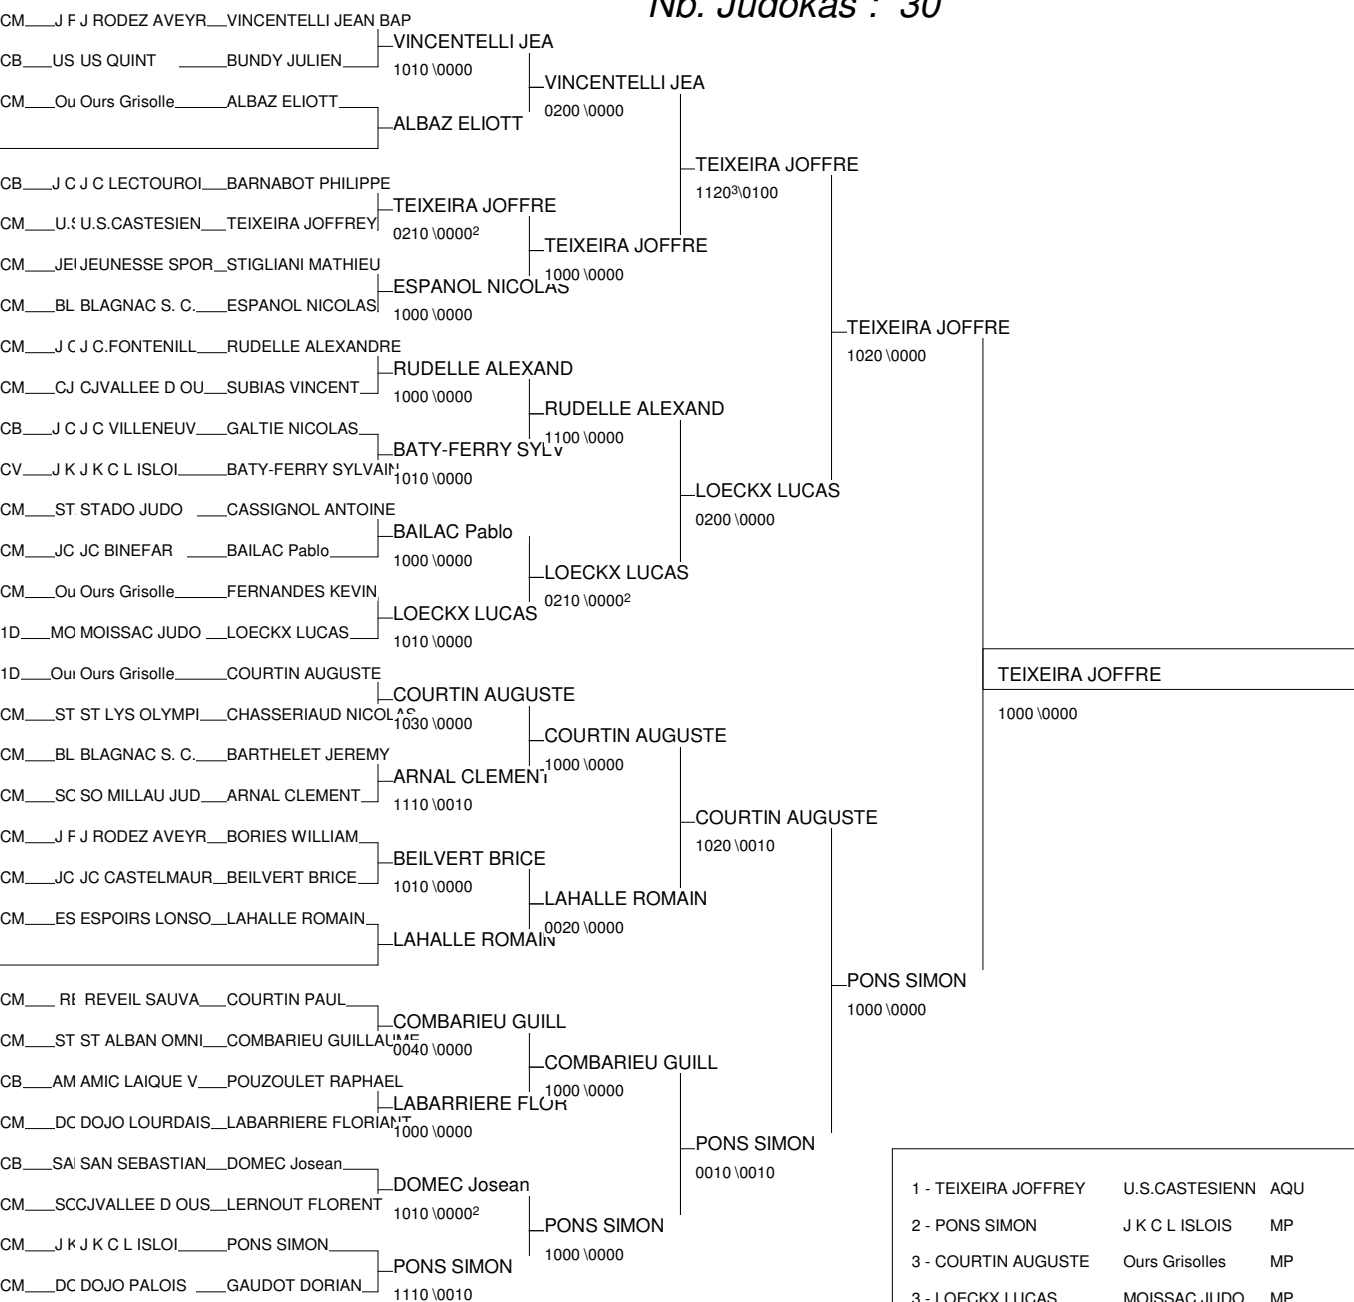 Nb. Judokas : 30
CM J R J RODEZ AVEYR VINCENTELLI JEAN BAP
VINCENTELLI JEA
1010 \0000
CB US US QUINT BUNDY JULIEN
VINCENTELLI JEA
0200 \0000
CM Ou Ours Grisolle ALBAZ ELIOTT
ALBAZ ELIOTT
TEIXEIRA JOFFRE
1120³\0100
CB J C J C LECTOUROI BARNABOT PHILIPPE
TEIXEIRA JOFFRE
0210 \0000²
CM U.S U.S.CASTESIEN TEIXEIRA JOFFREY
TEIXEIRA JOFFRE
1000 \0000
CM JEU JEUNESSE SPOR STIGLIANI MATHIEU
ESPANOL NICOLAS
1000 \0000
CM BL BLAGNAC S. C. ESPANOL NICOLAS
TEIXEIRA JOFFRE
1020 \0000
CM J C J C.FONTENILL RUDELLE ALEXANDRE
RUDELLE ALEXAND
1000 \0000
CM CJ CJVALLEE D OU SUBIAS VINCENT
RUDELLE ALEXAND
1100 \0000
CB J C J C VILLENEUV GALTIE NICOLAS
BATY-FERRY SYLV
1010 \0000
CV J K J K C L ISLOI BATY-FERRY SYLVAIN
LOECKX LUCAS
0200 \0000
CM ST STADO JUDO CASSIGNOL ANTOINE
BAILAC Pablo
1000 \0000
CM JC JC BINEFAR BAILAC Pablo
LOECKX LUCAS
0210 \0000²
CM Ou Ours Grisolle FERNANDES KEVIN
LOECKX LUCAS
1010 \0000
1D MO MOISSAC JUDO LOECKX LUCAS
TEIXEIRA JOFFRE
1000 \0000
1D Our Ours Grisolle COURTIN AUGUSTE
COURTIN AUGUSTE
1030 \0000
CM ST ST LYS OLYMPI CHASSERIAUD NICOLAS
COURTIN AUGUSTE
1000 \0000
CM BL BLAGNAC S. C. BARTHELET JEREMY
ARNAL CLEMENT
1110 \0010
CM SO SO MILLAU JUD ARNAL CLEMENT
COURTIN AUGUSTE
1020 \0010
CM J R J RODEZ AVEYR BORIES WILLIAM
BEILVERT BRICE
1010 \0000
CM JC JC CASTELMAUR BEILVERT BRICE
LAHALLE ROMAIN
0020 \0000
CM ES ESPOIRS LONSO LAHALLE ROMAIN
LAHALLE ROMAIN
PONS SIMON
1000 \0000
CM RE REVEIL SAUVA COURTIN PAUL
COMBARIEU GUILL
0040 \0000
CM ST ST ALBAN OMNI COMBARIEU GUILLAUME
COMBARIEU GUILL
1000 \0000
CB AM AMIC LAIQUE V POUZOULET RAPHAEL
LABARRIERE FLOR
1000 \0000
CM DO DOJO LOURDAIS LABARRIERE FLORIANT
PONS SIMON
0010 \0010
CB SAN SAN SEBASTIAN DOMEC Josean
DOMEC Josean
1010 \0000²
CM SC CJVALLEE D OUS LERNOUT FLORENT
PONS SIMON
1000 \0000
CM J K J K C L ISLOI PONS SIMON
PONS SIMON
1110 \0010
CM DO DOJO PALOIS GAUDOT DORIAN
1 - TEIXEIRA JOFFREY U.S.CASTESIENN AQU
2 - PONS SIMON J K C L ISLOIS MP
3 - COURTIN AUGUSTE Ours Grisolles MP
3 - LOECKX LUCAS MOISSAC JUDO MP